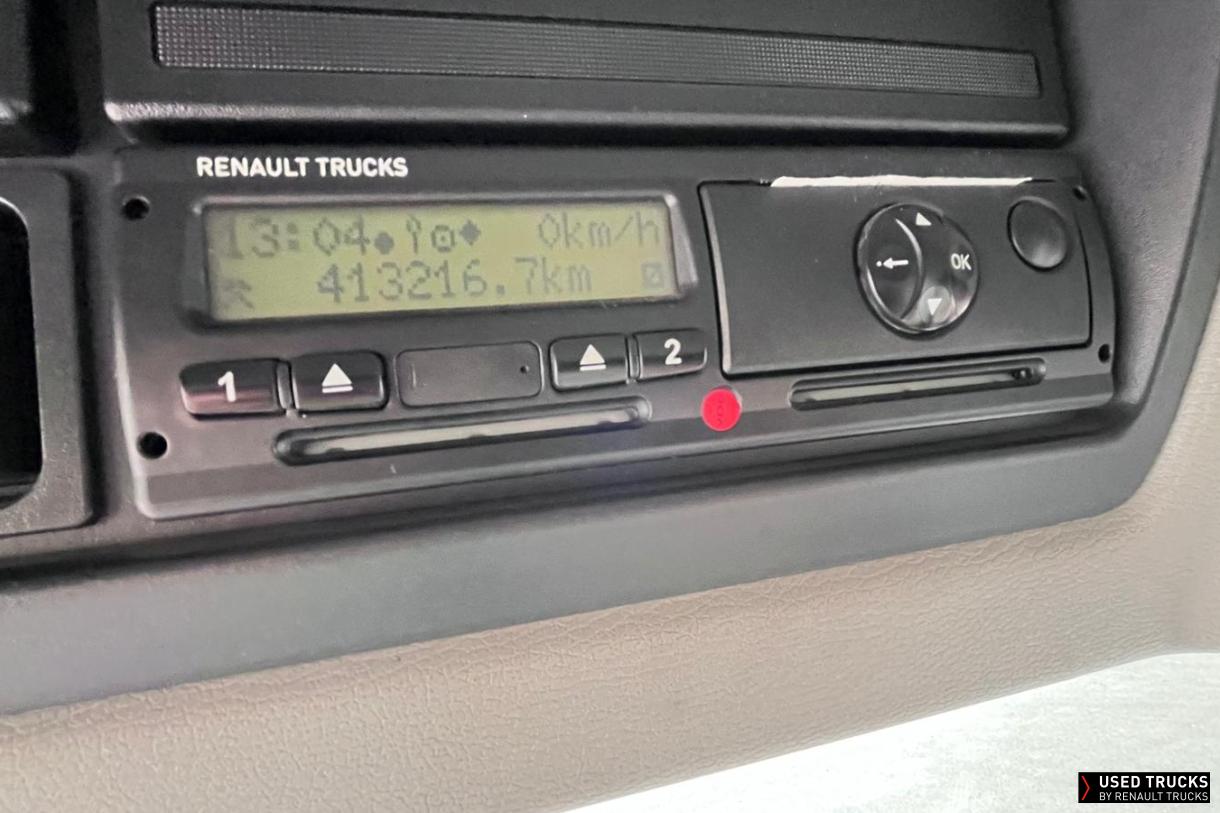 RENAULT TRUCKS
13:04 0km/h
413216.7km
1
2
OK
USED TRUCKS
BY RENAULT TRUCKS